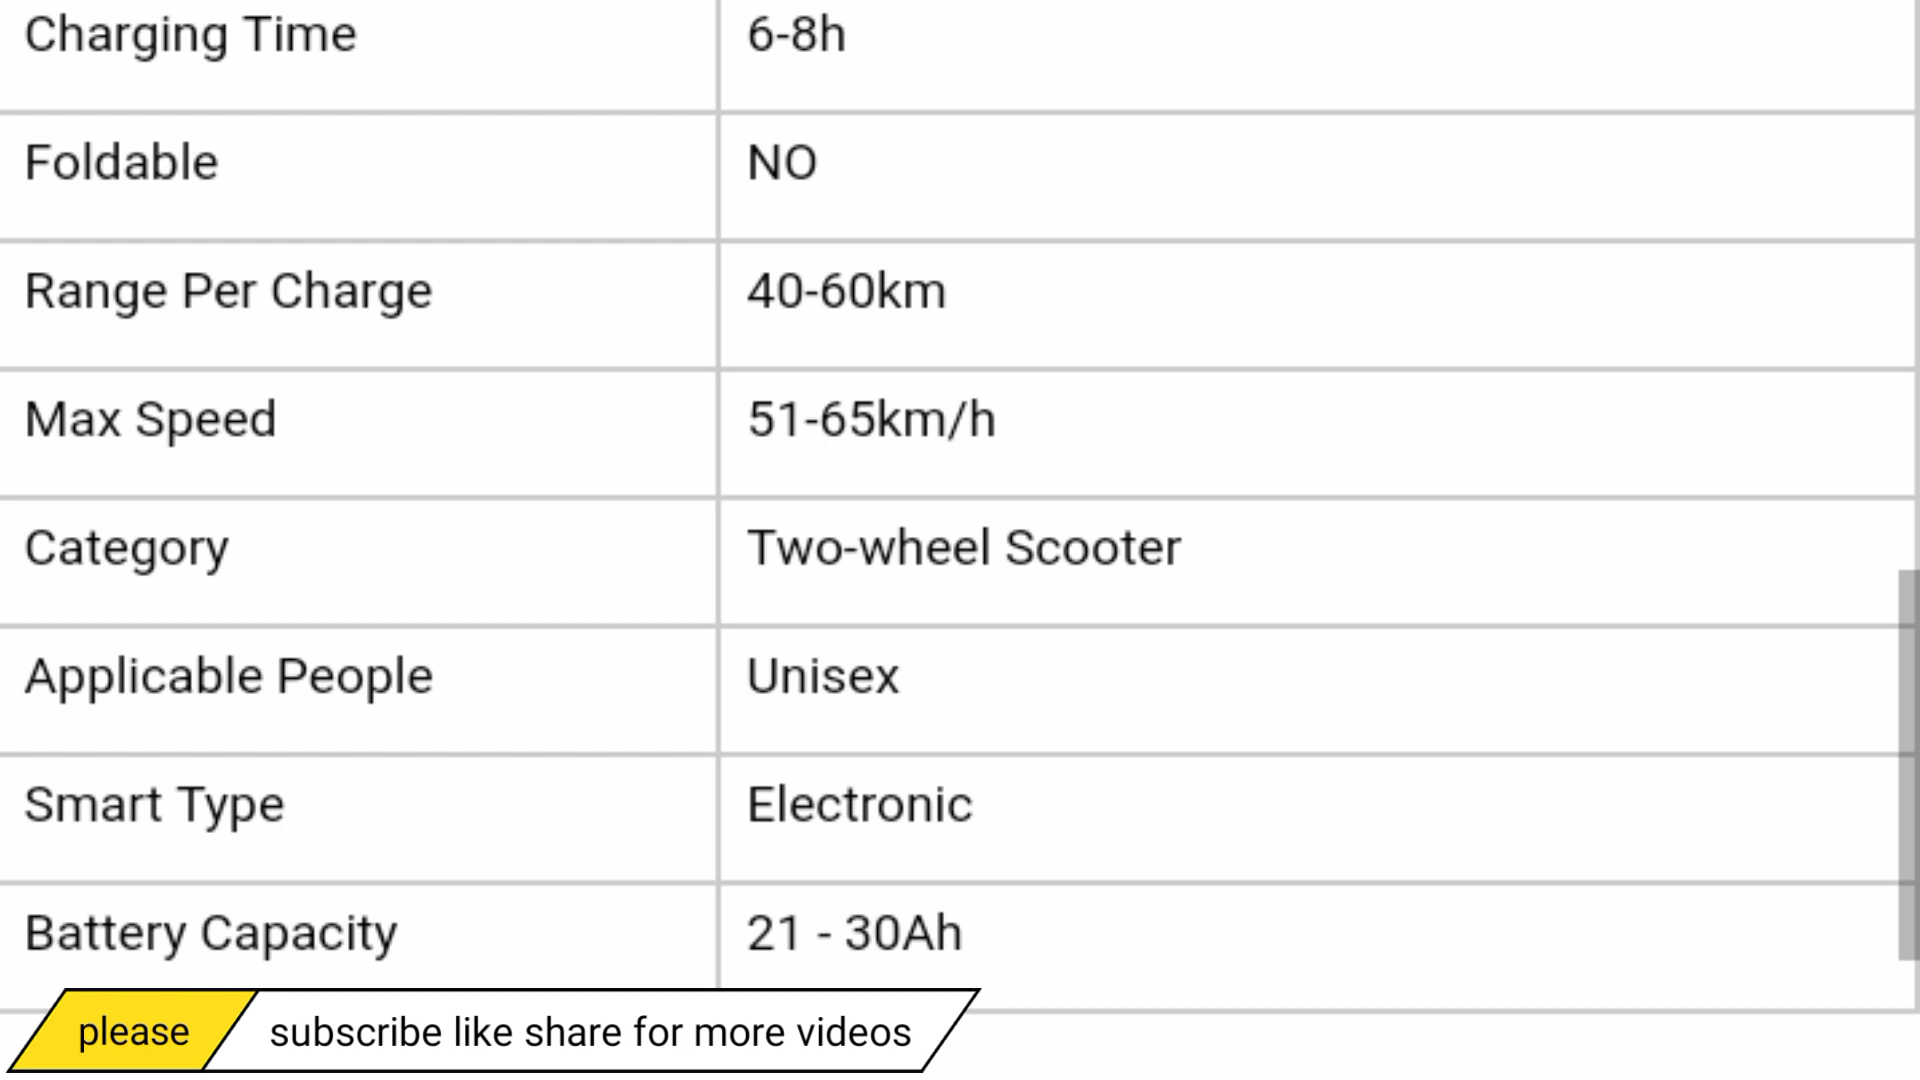 Charging Time 6-8h
Foldable NO
Range Per Charge 40-60km
Max Speed 51-65km/h
Category Two-wheel Scooter
Applicable People Unisex
Smart Type Electronic
Battery Capacity 21 - 30Ah
please subscribe like share for more videos